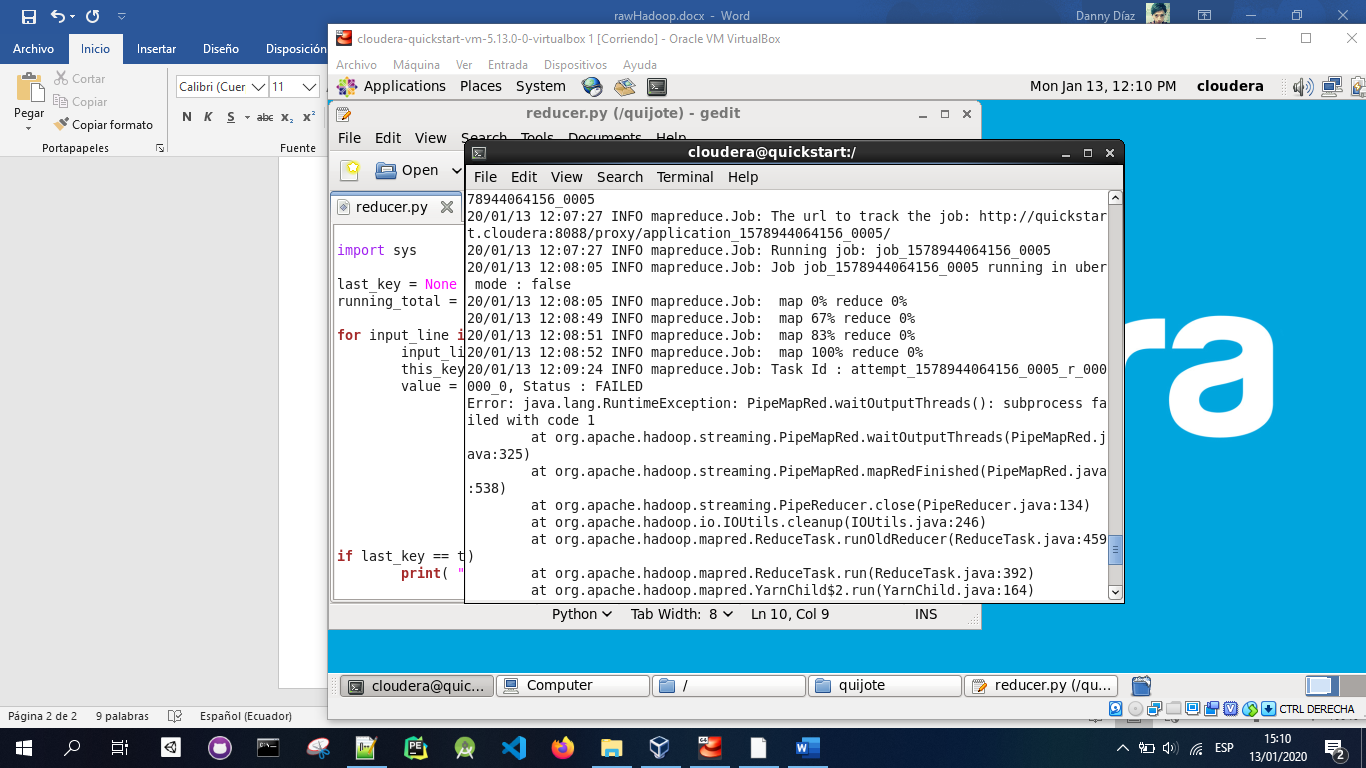 rawHadoop.docx - Word
Danny Díaz
Archivo Inicio Insertar Diseño Disposición
Pegar
Cortar
Copiar
Copiar formato
Portapapeles
Calibri (Cuer 11
N K S abc x₂ x²
Fuente
cloudera-quickstart-vm-5.13.0-0-virtualbox 1 [Corriendo] - Oracle VM VirtualBox
Archivo Máquina Ver Entrada Dispositivos Ayuda
Applications Places System
Mon Jan 13, 12:10 PM cloudera
reducer.py (/quijote) - gedit
File Edit View Search Tools Documents Help
Open
reducer.py
import sys
last_key = None
running_total =
for input_line i
input_li
this_key
value =
if last_key == t
print( "
Python Tab Width: 8 Ln 10, Col 9 INS
cloudera@quickstart:/
File Edit View Search Terminal Help
78944064156_0005
20/01/13 12:07:27 INFO mapreduce.Job: The url to track the job: http://quickstar
t.cloudera:8088/proxy/application_1578944064156_0005/
20/01/13 12:07:27 INFO mapreduce.Job: Running job: job_1578944064156_0005
20/01/13 12:08:05 INFO mapreduce.Job: Job job_1578944064156_0005 running in uber
mode : false
20/01/13 12:08:05 INFO mapreduce.Job:  map 0% reduce 0%
20/01/13 12:08:49 INFO mapreduce.Job:  map 67% reduce 0%
20/01/13 12:08:51 INFO mapreduce.Job:  map 83% reduce 0%
20/01/13 12:08:52 INFO mapreduce.Job:  map 100% reduce 0%
20/01/13 12:09:24 INFO mapreduce.Job: Task Id : attempt_1578944064156_0005_r_000
000_0, Status : FAILED
Error: java.lang.RuntimeException: PipeMapRed.waitOutputThreads(): subprocess fa
iled with code 1
at org.apache.hadoop.streaming.PipeMapRed.waitOutputThreads(PipeMapRed.j
ava:325)
at org.apache.hadoop.streaming.PipeMapRed.mapRedFinished(PipeMapRed.java
:538)
at org.apache.hadoop.streaming.PipeReducer.close(PipeReducer.java:134)
at org.apache.hadoop.io.IOUtils.cleanup(IOUtils.java:246)
at org.apache.hadoop.mapred.ReduceTask.runOldReducer(ReduceTask.java:459
)
at org.apache.hadoop.mapred.ReduceTask.run(ReduceTask.java:392)
at org.apache.hadoop.mapred.YarnChild$2.run(YarnChild.java:164)
ra
cloudera@quic... Computer / quijote reducer.py (/qu...
CTRL DERECHA
Página 2 de 2 9 palabras Español (Ecuador)
ESP
15:10
13/01/2020
2